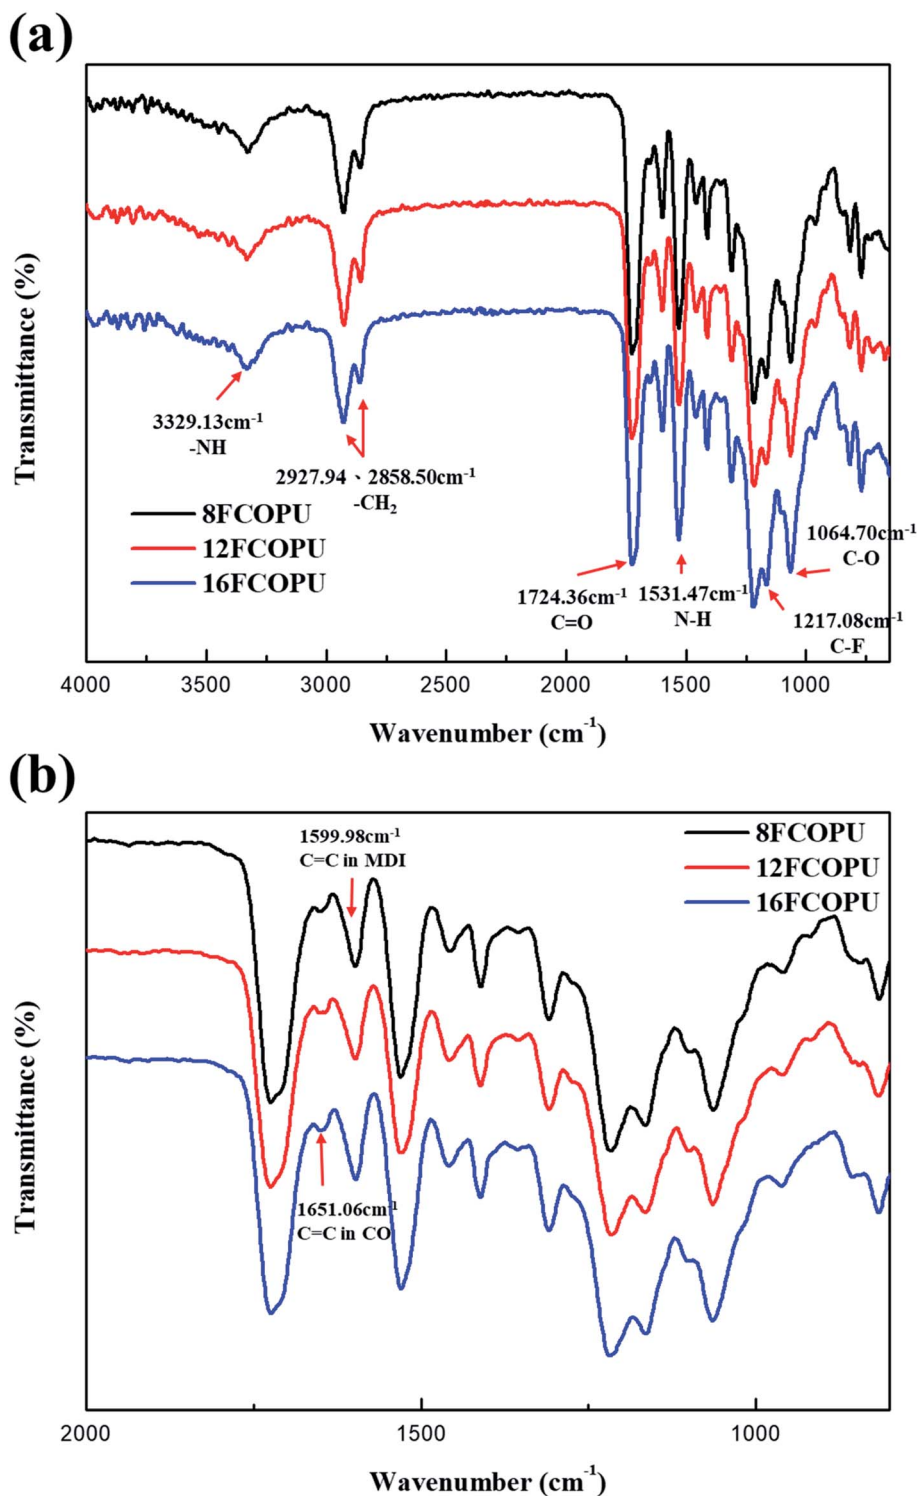 (a)
Transmittance (%)
3329.13cm⁻¹
-NH
2927.94、2858.50cm⁻¹
-CH₂
8FCOPU
12FCOPU
16FCOPU
1724.36cm⁻¹
C=O
1531.47cm⁻¹
N-H
1064.70cm⁻¹
C-O
1217.08cm⁻¹
C-F
4000 3500 3000 2500 2000 1500 1000
Wavenumber (cm⁻¹)
(b)
Transmittance (%)
1599.98cm⁻¹
C=C in MDI
8FCOPU
12FCOPU
16FCOPU
1651.06cm⁻¹
C=C in CO
2000 1500 1000
Wavenumber (cm⁻¹)